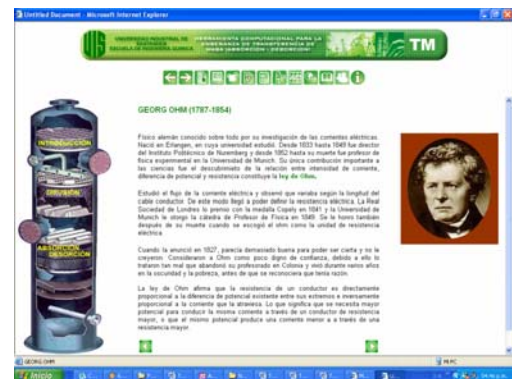 Untitled Document - Microsoft Internet Explorer
UIS
UNIVERSIDAD INDUSTRIAL DE
SANTANDER
ESCUELA DE INGENIERIA QUIMICA
HERRAMIENTA COMPUTACIONAL PARA LA
ENSEÑANZA DE TRANSFERENCIA DE
MASA (ABSORCION - DESORCION)
TM
GEORG OHM (1787-1854)
INTRODUCCIÓN
DIFUSIÓN
ABSORCIÓN
DESORCIÓN
Físico alemán conocido sobre todo por su investigación de las corrientes eléctricas.
Nació en Erlangen, en cuya universidad estudió. Desde 1833 hasta 1849 fue director
del Instituto Politécnico de Nuremberg y desde 1852 hasta su muerte fue profesor de
física experimental en la Universidad de Munich. Su única contribución importante a
las ciencias fue el descubrimiento de la relación entre intensidad de corriente,
diferencia de potencial y resistencia constituye la ley de Ohm.
Estudió el flujo de la corriente eléctrica y observó que variaba según la longitud del
cable conductor. De este modo llegó a poder definir la resistencia eléctrica. La Real
Sociedad de Londres lo premio con la medalla Copely en 1841 y la Universidad de
Munich le otorgo la cátedra de Profesor de Física en 1849. Se le honro también
después de su muerte cuando se escogió el ohm como la unidad de resistencia
eléctrica.
Cuando la anunció en 1827, parecía demasiado buena para poder ser cierta y no le
creyeron. Consideraron a Ohm como poco digno de confianza, debido a ello lo
trataron tan mal que abandonó su profesorado en Colonia y vivió durante varios años
en la oscuridad y la pobreza, antes de que se reconociera que tenía razón.
La ley de Ohm afirma que la resistencia de un conductor es directamente
proporcional a la diferencia de potencial existente entre sus extremos e inversamente
proporcional a la corriente que la atraviesa. Lo que significa que se necesita mayor
potencial para conducir la misma corriente a través de un conductor de resistencia
mayor, o que el mismo potencial produce una corriente menor a a través de una
resistencia mayor.
GEORG OHM
Mi PC
Inicio